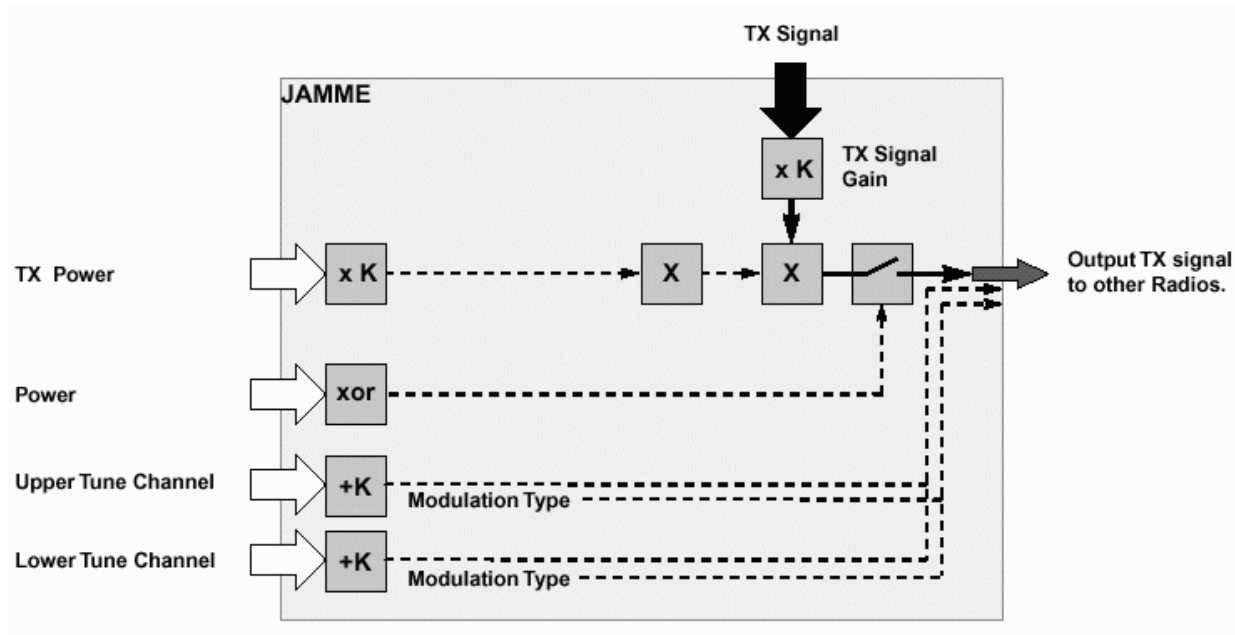 TX Signal
JAMME
x K
TX Signal
Gain
TX Power
x K
X
X
Output TX signal
to other Radios.
Power
xor
Upper Tune Channel
+K
Modulation Type
Lower Tune Channel
+K
Modulation Type